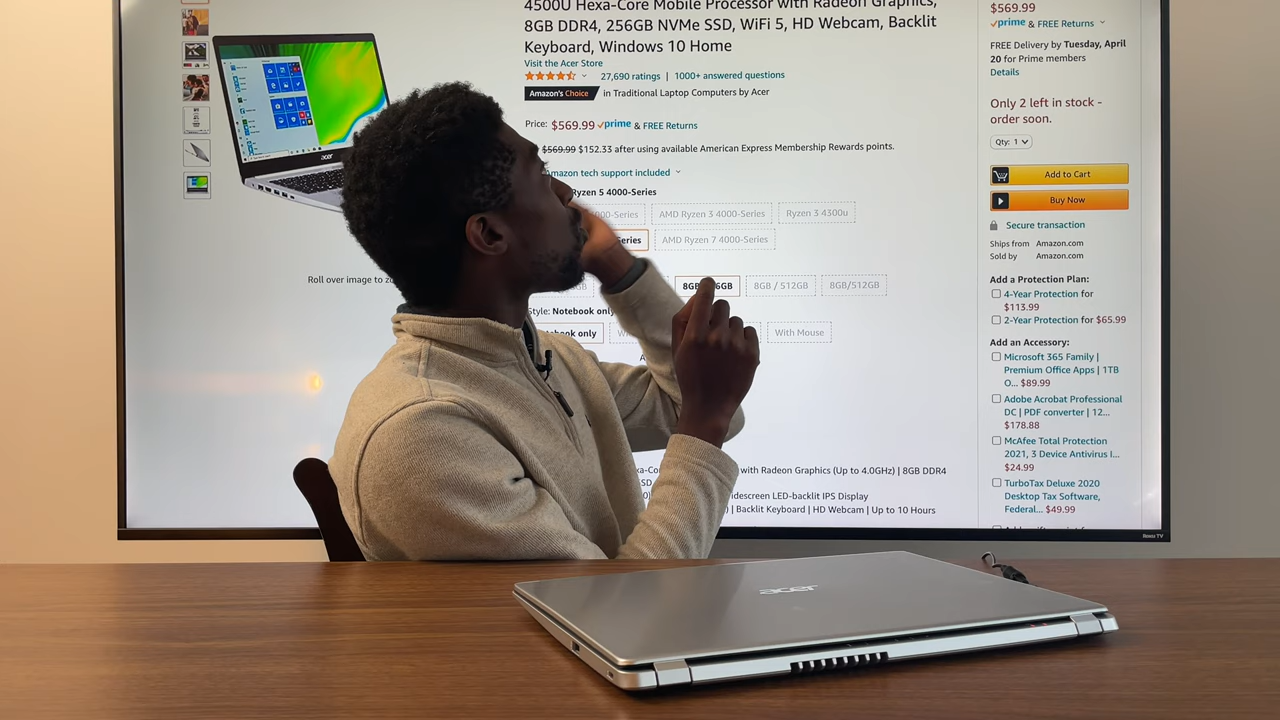 4500U Hexa-Core Mobile Processor with Radeon Graphics,
8GB DDR4, 256GB NVMe SSD, WiFi 5, HD Webcam, Backlit
Keyboard, Windows 10 Home
Visit the Acer Store
27,690 ratings | 1000+ answered questions
Amazon's Choice in Traditional Laptop Computers by Acer
Price: $569.99 prime & FREE Returns
$569.99 $152.33 after using available American Express Membership Rewards points.
Amazon tech support included
Ryzen 5 4000-Series
000-Series AMD Ryzen 3 4000-Series Ryzen 3 4300u
Series AMD Ryzen 7 4000-Series
Roll over image to
8GB 8GB / 512GB 8GB/512GB
Style: Notebook only
only With Mouse
with Radeon Graphics (Up to 4.0GHz) | 8GB DDR4
LED-backlit IPS Display
| Backlit Keyboard | HD Webcam | Up to 10 Hours
$569.99
prime & FREE Returns
FREE Delivery by Tuesday, April
20 for Prime members
Details
Only 2 left in stock -
order soon.
Qty: 1
Add to Cart
Buy Now
Secure transaction
Ships from Amazon.com
Sold by Amazon.com
Add a Protection Plan:
4-Year Protection for
$113.99
2-Year Protection for $65.99
Add an Accessory:
Microsoft 365 Family |
Premium Office Apps | 1TB
O... $89.99
Adobe Acrobat Professional
DC | PDF converter | 12...
$178.88
McAfee Total Protection
2021, 3 Device Antivirus I...
$24.99
TurboTax Deluxe 2020
Desktop Tax Software,
Federal... $49.99
Roku TV
acer
acer